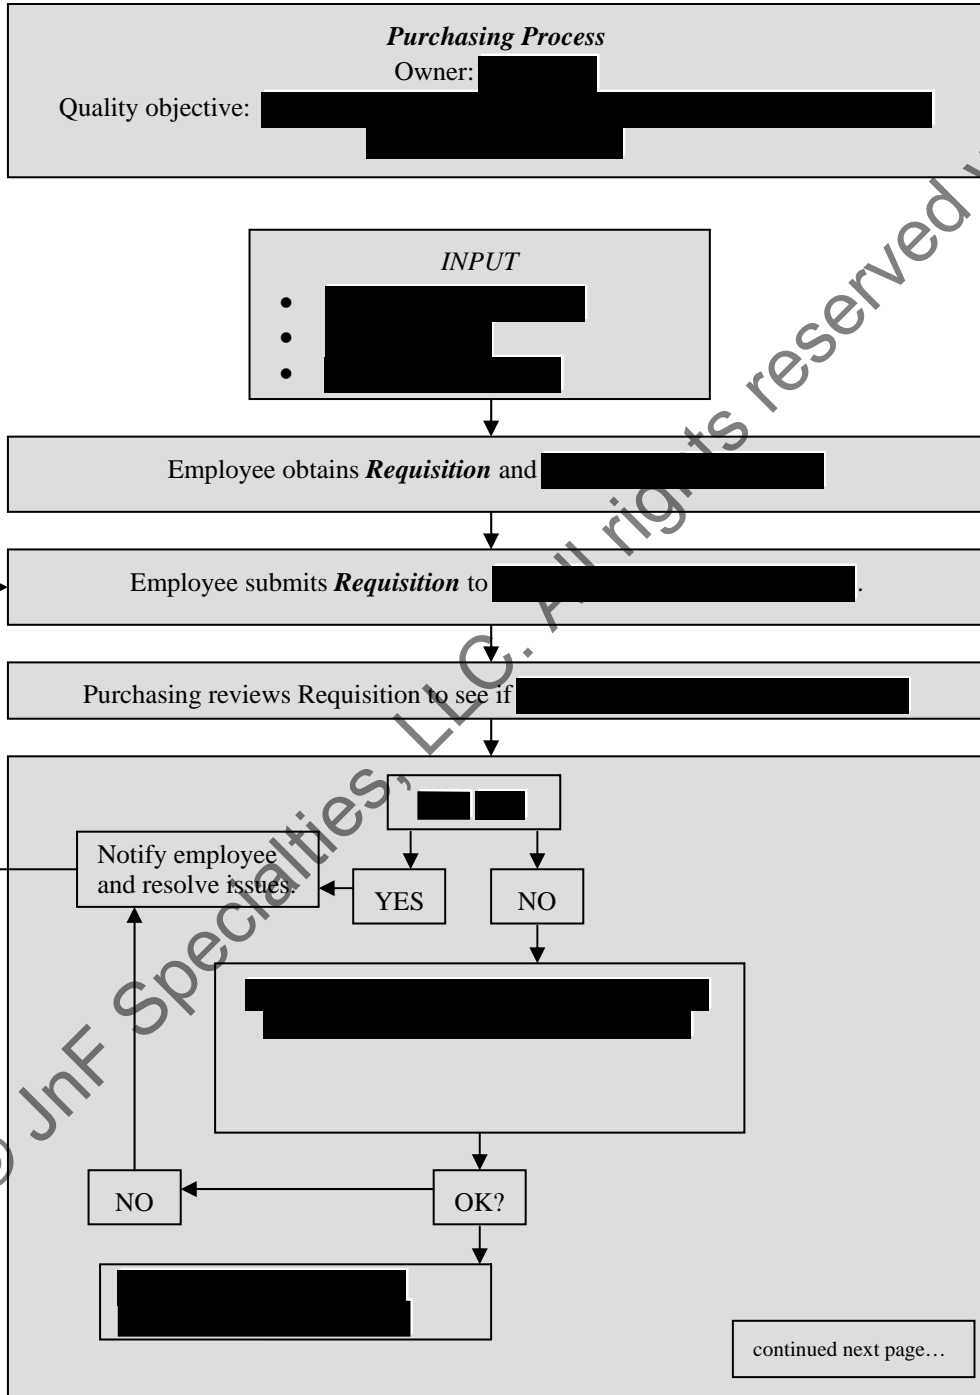 Purchasing Process
Owner:
Quality objective:
INPUT
Employee obtains Requisition and
Employee submits Requisition to .
Purchasing reviews Requisition to see if
Notify employee
and resolve issues.
YES
NO
NO
OK?
continued next page…
© JnF Specialties, LLC. All rights reserved